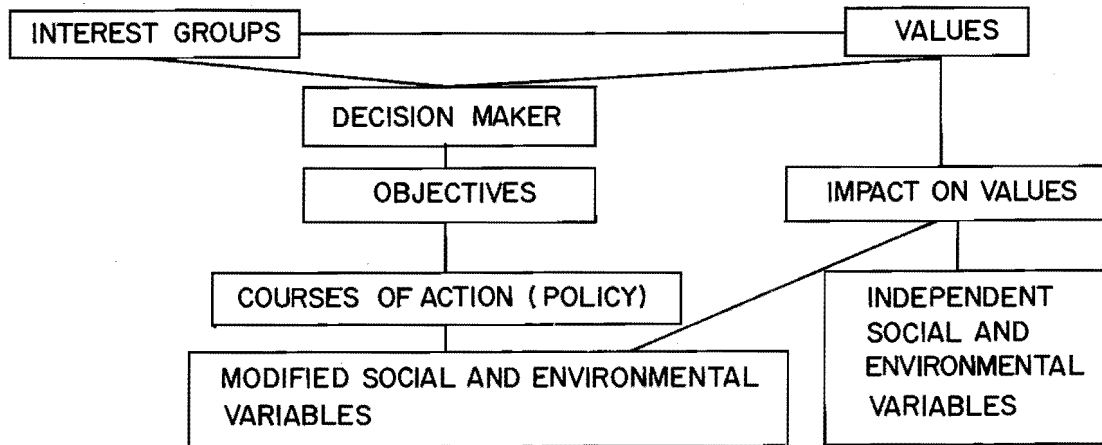 INTEREST GROUPS
VALUES
DECISION MAKER
OBJECTIVES
IMPACT ON VALUES
COURSES OF ACTION (POLICY)
INDEPENDENT
SOCIAL AND
ENVIRONMENTAL
VARIABLES
MODIFIED SOCIAL AND ENVIRONMENTAL
VARIABLES